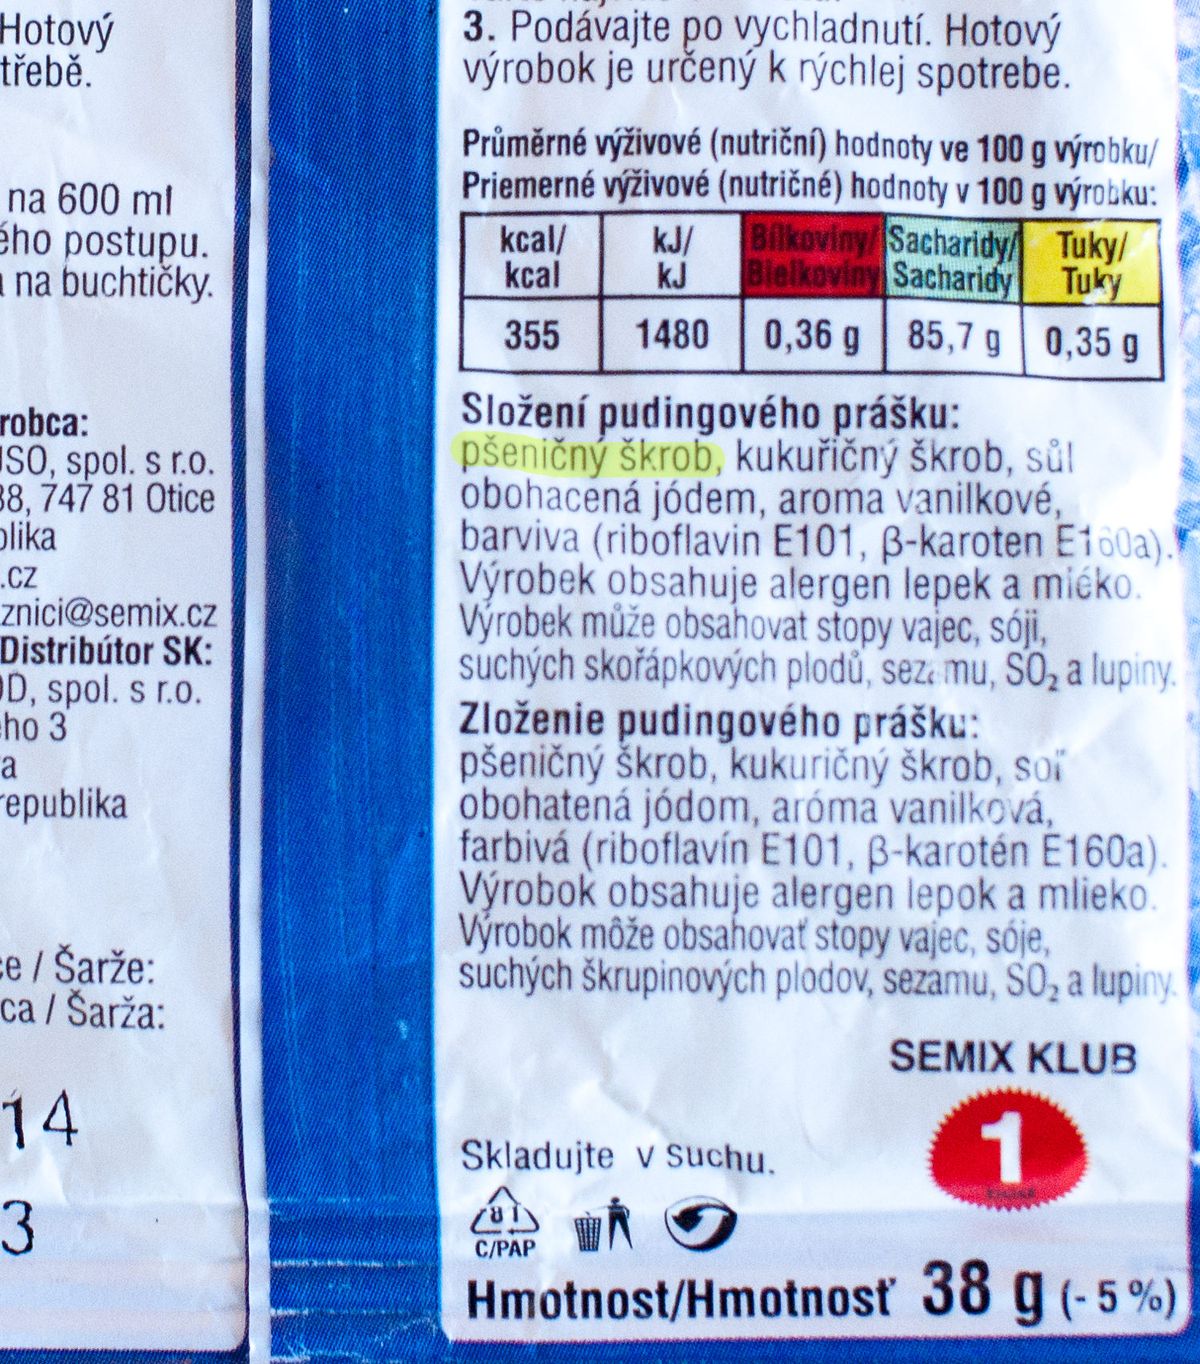 Hotový
třebě.
na 600 ml
ého postupu.
na buchtičky.
robca:
USO, spol. s r.o.
38, 747 81 Otice
blika
.cz
znici@semix.cz
Distribútor SK:
OD, spol. s r.o.
ého 3
a
republika
ce / Šarže:
ca / Šarža:
14
3
3. Podávajte po vychladnutí. Hotový
výrobok je určený k rýchlej spotrebe.
Průměrné výživové (nutriční) hodnoty ve 100 g výrobku/
Priemerné výživové (nutričné) hodnoty v 100 g výrobku:
kcal/ kJ/ Bílkoviny/ Sacharidy/ Tuky/
kcal kJ Bielkoviny Sacharidy Tuky
355 1480 0,36 g 85,7 g 0,35 g
Složení pudingového prášku:
pšeničný škrob, kukuřičný škrob, sůl
obohacená jódem, aroma vanilkové,
barviva (riboflavin E101, β-karoten E160a).
Výrobek obsahuje alergen lepek a mléko.
Výrobek může obsahovat stopy vajec, sóji,
suchých skořápkových plodů, sezamu, SO₂ a lupiny.
Zloženie pudingového prášku:
pšeničný škrob, kukuričný škrob, soľ
obohatená jódom, aróma vanilková,
farbivá (riboflavín E101, β-karotén E160a).
Výrobok obsahuje alergen lepok a mlieko.
Výrobok môže obsahovať stopy vajec, sóje,
suchých škrupinových plodov, sezamu, SO₂ a lupiny.
SEMIX KLUB
1
Skladujte v suchu.
81
C/PAP
Hmotnost/Hmotnosť 38 g (- 5 %)